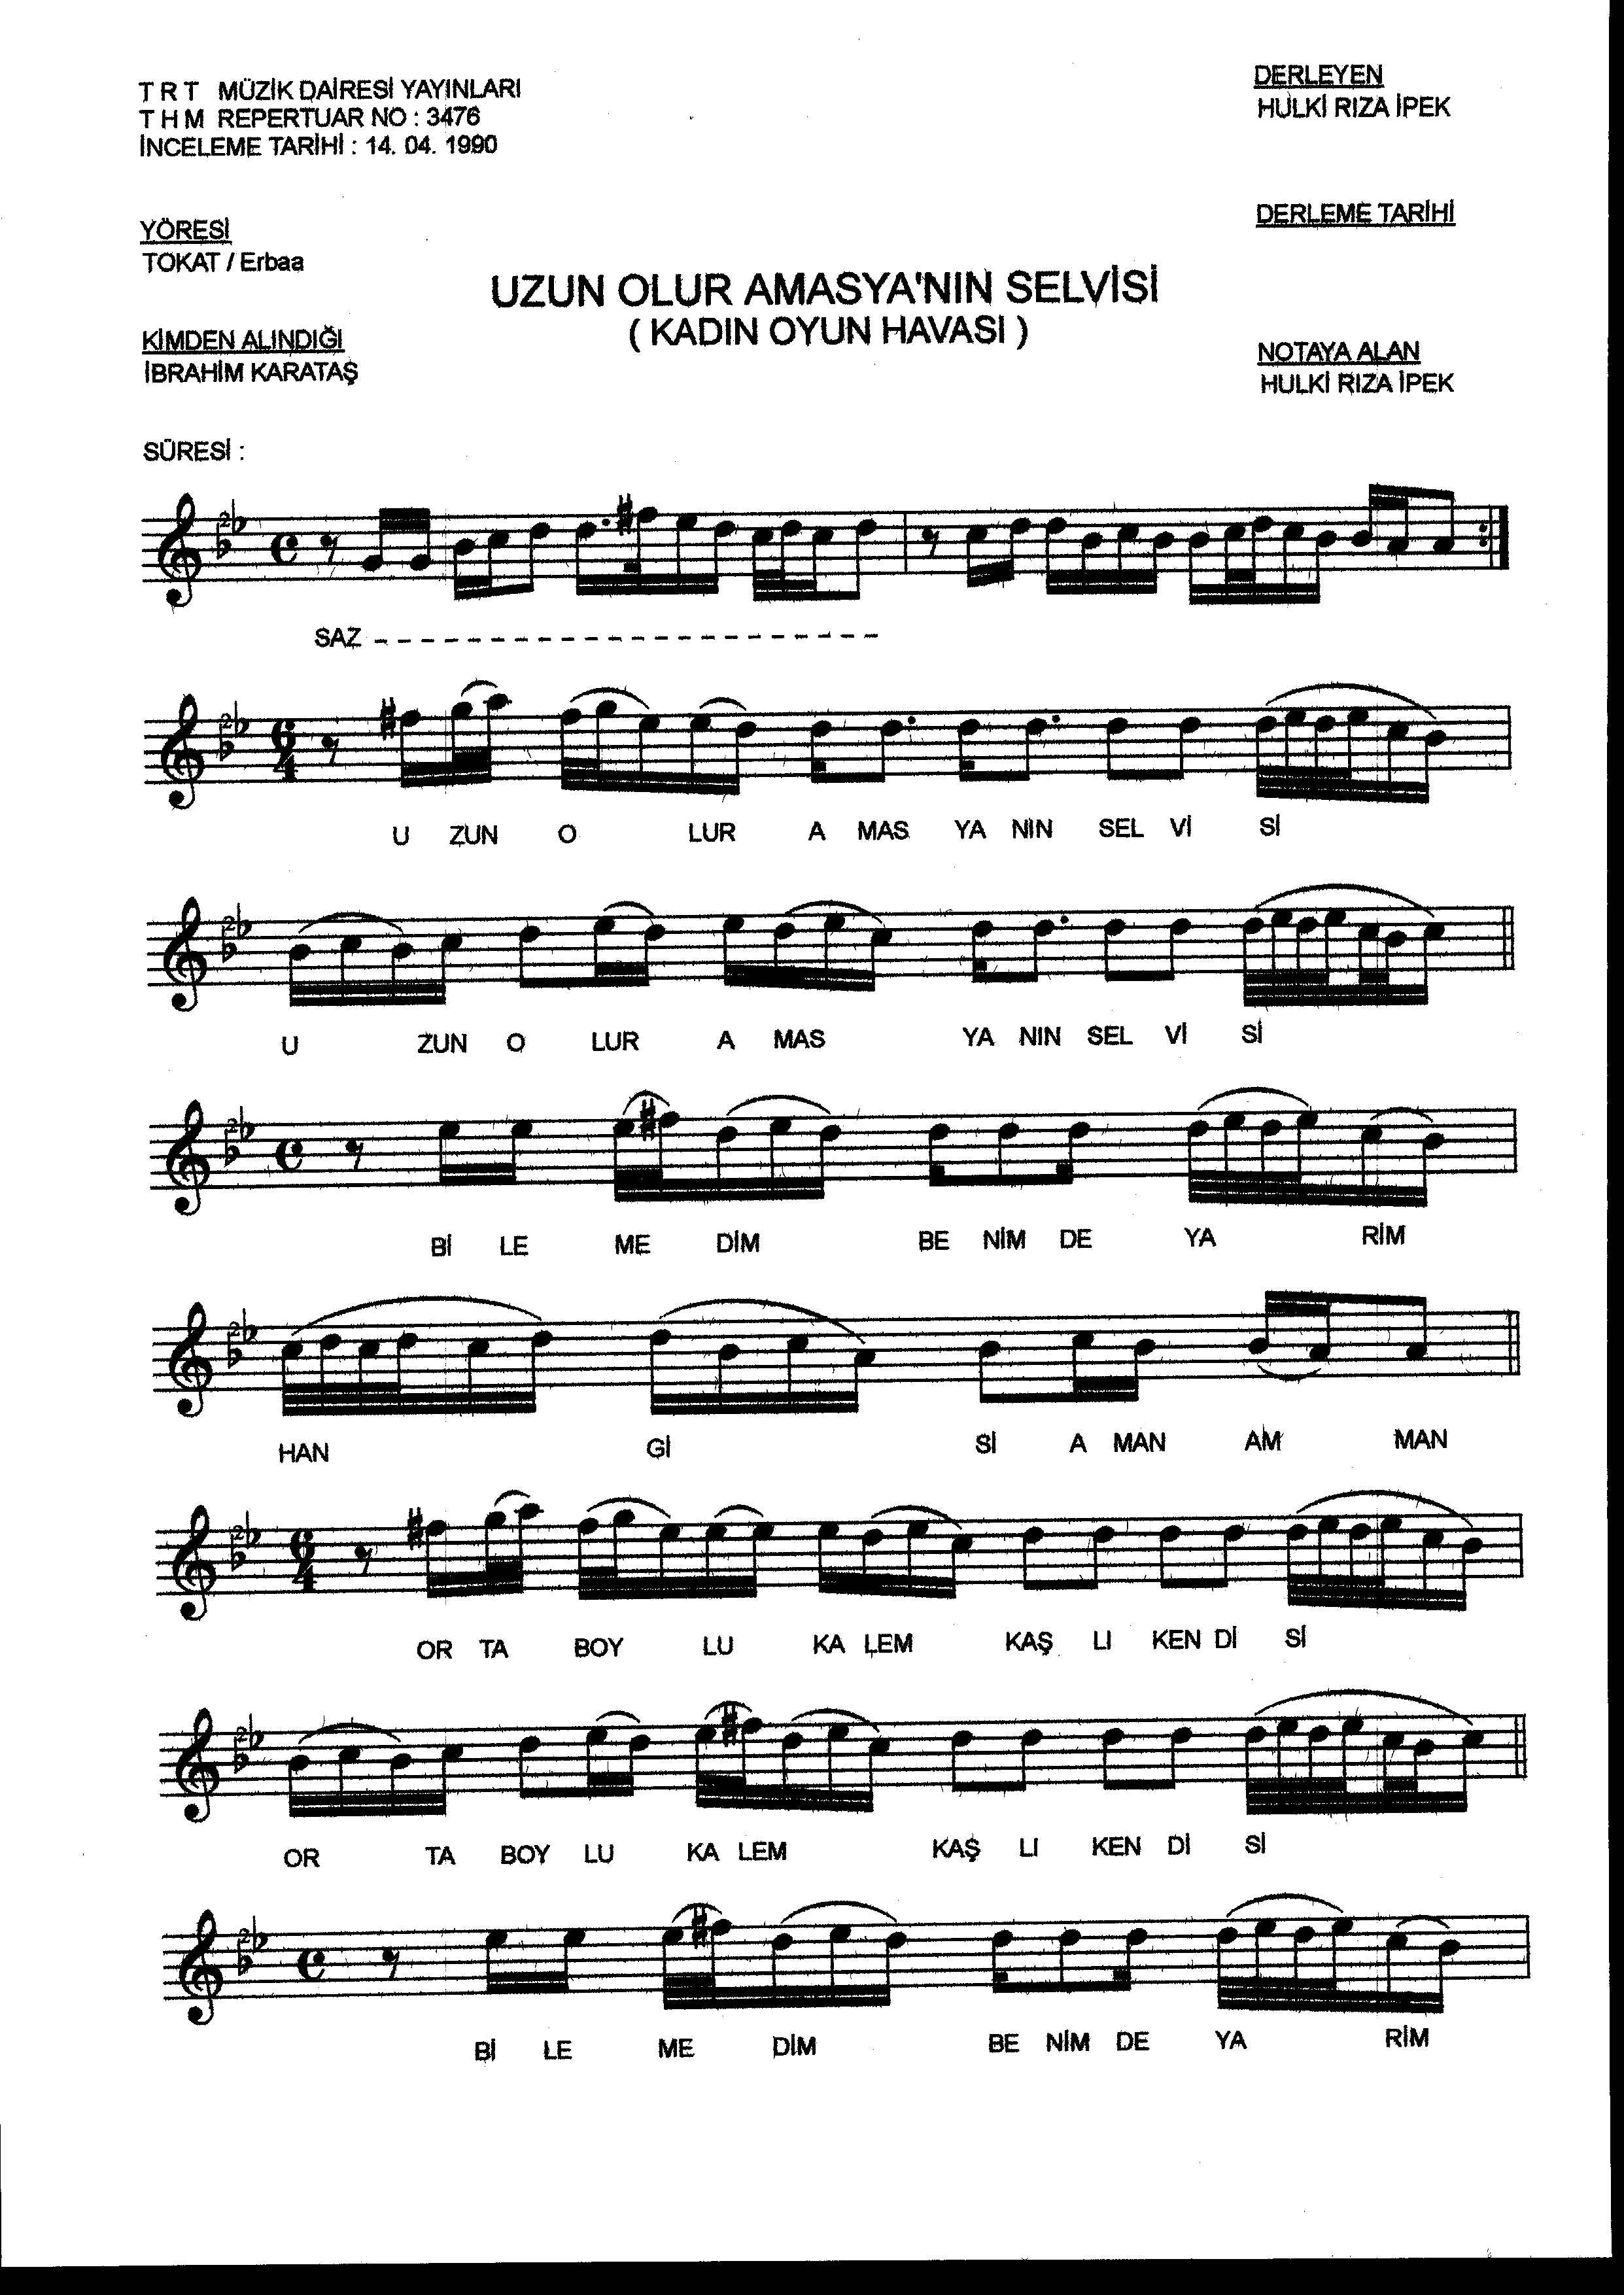 T R T MÜZİK DAİRESİ YAYINLARI
T H M REPERTUAR NO : 3476
İNCELEME TARİHİ : 14. 04. 1990
DERLEYEN
HULKİ RIZA İPEK
YÖRESİ
TOKAT / Erbaa
DERLEME TARİHİ
UZUN OLUR AMASYA'NIN SELVİSİ
( KADIN OYUN HAVASI )
KİMDEN ALINDIĞI
İBRAHİM KARATAŞ
NOTAYA ALAN
HULKİ RIZA İPEK
SÜRESİ :
SAZ
U ZUN O LUR A MAS YA NIN SEL Vİ Sİ
U ZUN O LUR A MAS YA NIN SEL Vİ Sİ
Bİ LE ME DİM BE NİM DE YA RİM
HAN Gİ Sİ A MAN AM MAN
OR TA BOY LU KA LEM KAŞ LI KEN Dİ Sİ
OR TA BOY LU KA LEM KAŞ LI KEN Dİ Sİ
Bİ LE ME DİM BE NİM DE YA RİM